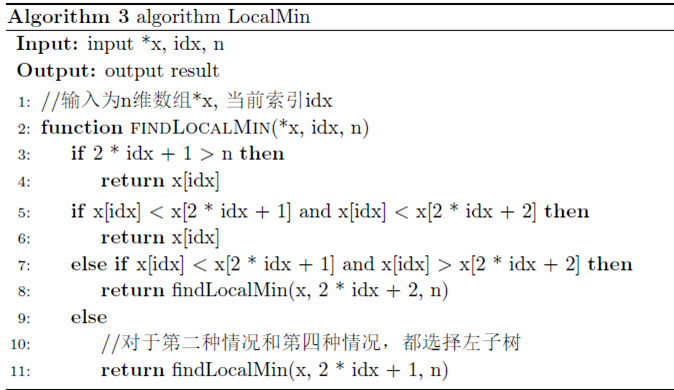 Algorithm 3 algorithm LocalMin
Input: input *x, idx, n
Output: output result
1: //输入为n维数组*x, 当前索引idx
2: function FINDLOCALMIN(*x, idx, n)
3: if 2 * idx + 1 > n then
4: return x[idx]
5: if x[idx] < x[2 * idx + 1] and x[idx] < x[2 * idx + 2] then
6: return x[idx]
7: else if x[idx] < x[2 * idx + 1] and x[idx] > x[2 * idx + 2] then
8: return findLocalMin(x, 2 * idx + 2, n)
9: else
10: //对于第二种情况和第四种情况，都选择左子树
11: return findLocalMin(x, 2 * idx + 1, n)